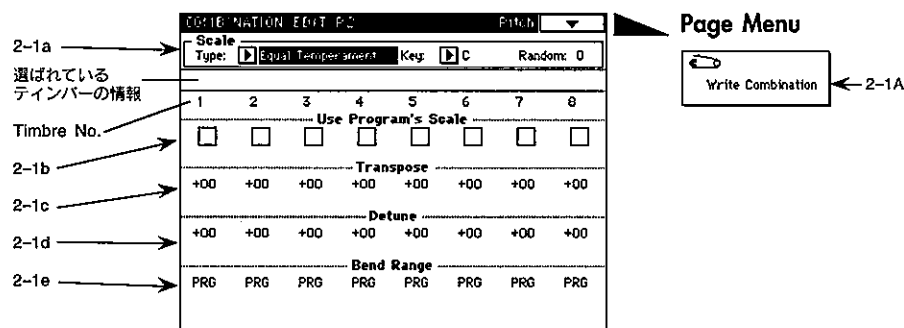 COMBINATION EDIT P2 Pitch
Page Menu
2-1a
Scale
Type: Equal Temperament Key: C Random: 0
Write Combination
2-1A
選ばれている
ティンバーの情報
Timbre No.
1 2 3 4 5 6 7 8
Use Program's Scale
2-1b
Transpose
2-1c
+00 +00 +00 +00 +00 +00 +00 +00
Detune
2-1d
+00 +00 +00 +00 +00 +00 +00 +00
Bend Range
2-1e
PRG PRG PRG PRG PRG PRG PRG PRG